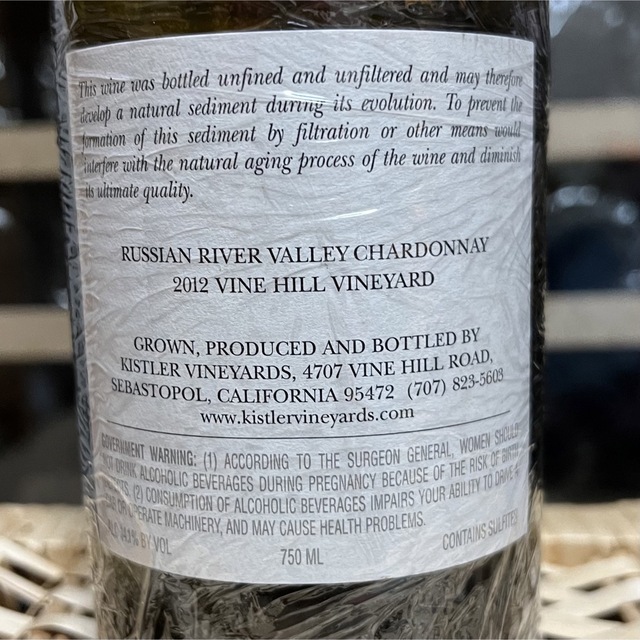 This wine was bottled unfined and unfiltered and may therefore
develop a natural sediment during its evolution. To prevent the
formation of this sediment by filtration or other means would
interfere with the natural aging process of the wine and diminish
its ultimate quality.
RUSSIAN RIVER VALLEY CHARDONNAY
2012 VINE HILL VINEYARD
GROWN, PRODUCED AND BOTTLED BY
KISTLER VINEYARDS, 4707 VINE HILL ROAD,
SEBASTOPOL, CALIFORNIA 95472 (707) 823-5603
www.kistlervineyards.com
GOVERNMENT WARNING: (1) ACCORDING TO THE SURGEON GENERAL, WOMEN SHOULD
NOT DRINK ALCOHOLIC BEVERAGES DURING PREGNANCY BECAUSE OF THE RISK OF BIRTH
(2) CONSUMPTION OF ALCOHOLIC BEVERAGES IMPAIRS YOUR ABILITY TO DRIVE A
OR OPERATE MACHINERY, AND MAY CAUSE HEALTH PROBLEMS.
BY VOL 750 ML CONTAINS SULFITES